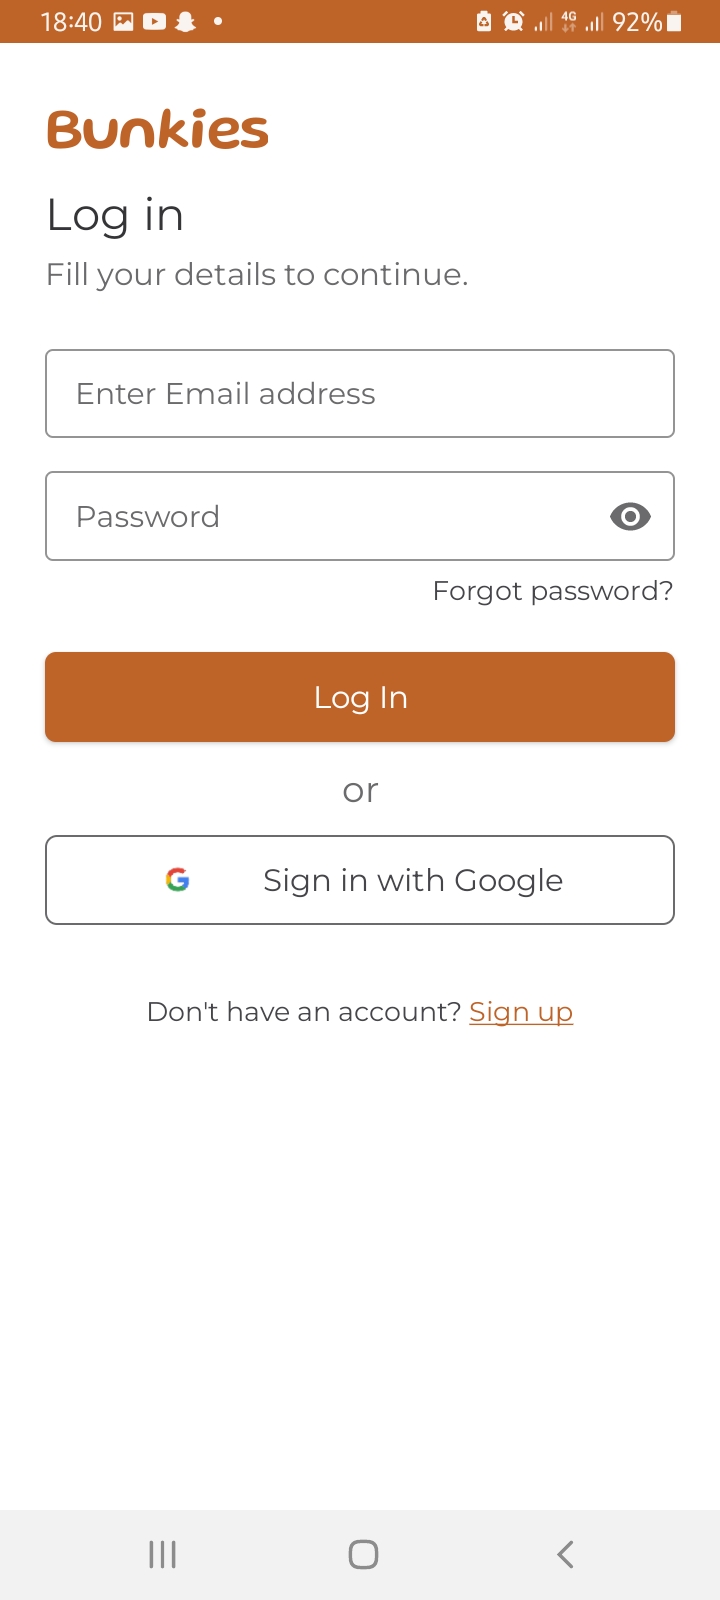 18:40 4G 92%
Bunkies
Log in
Fill your details to continue.
Enter Email address
Password
Forgot password?
Log In
or
Sign in with Google
Don't have an account? Sign up